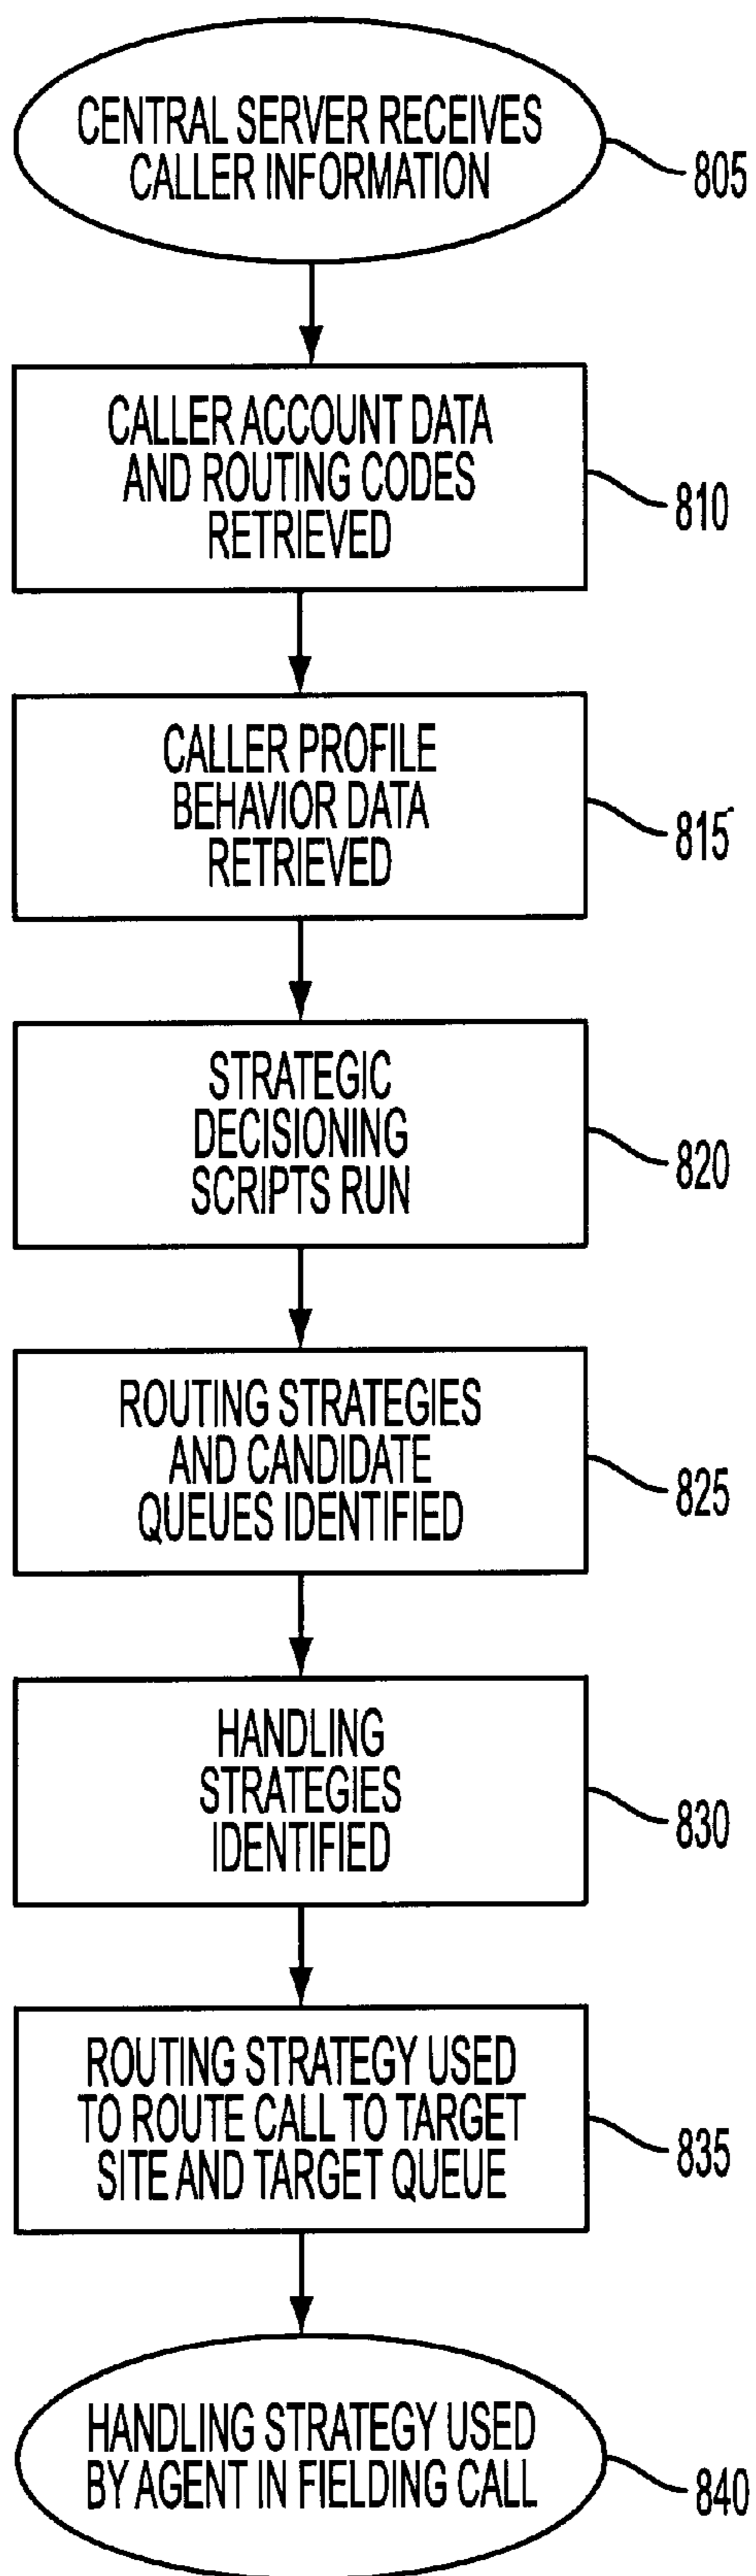 CENTRAL SERVER RECEIVES
CALLER INFORMATION
805
CALLER ACCOUNT DATA
AND ROUTING CODES
RETRIEVED
810
CALLER PROFILE
BEHAVIOR DATA
RETRIEVED
815
STRATEGIC
DECISIONING
SCRIPTS RUN
820
ROUTING STRATEGIES
AND CANDIDATE
QUEUES IDENTIFIED
825
HANDLING
STRATEGIES
IDENTIFIED
830
ROUTING STRATEGY USED
TO ROUTE CALL TO TARGET
SITE AND TARGET QUEUE
835
HANDLING STRATEGY USED
BY AGENT IN FIELDING CALL
840